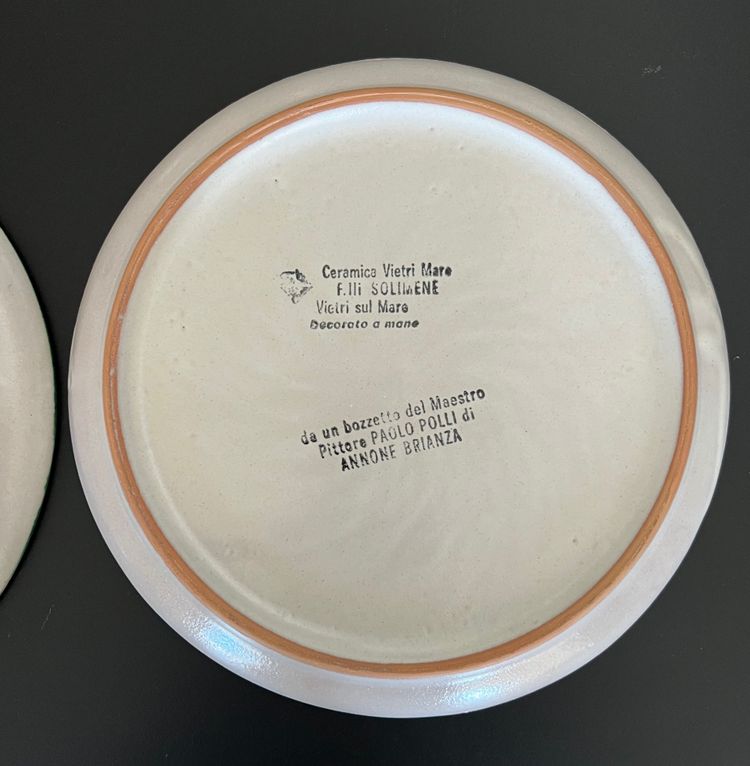 Ceramica Vietri Mare
F.lli SOLIMENE
Vietri sul Mare
Decorato a mano
da un bozzetto del Maestro
Pittore PAOLO POLLI di
ANNONE BRIANZA